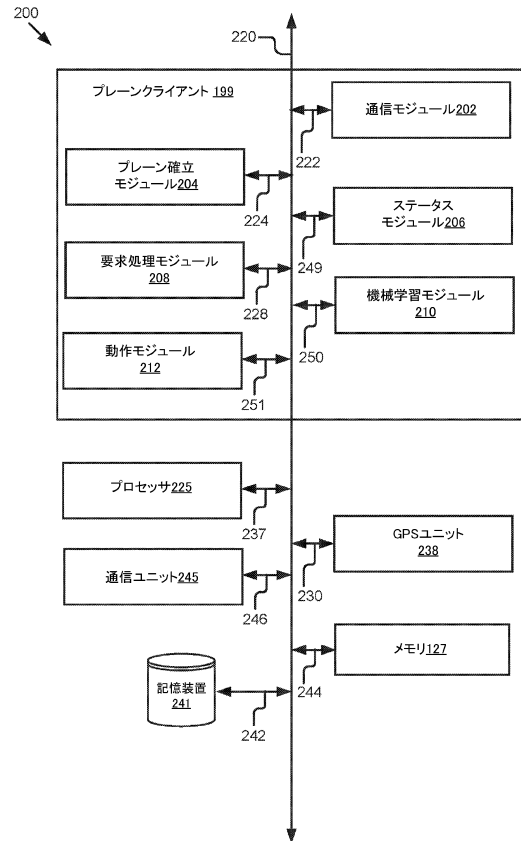 200
220
プレーンクライアント 199
通信モジュール202
222
プレーン確立
モジュール204
224
ステータス
モジュール206
249
要求処理モジュール
208
228
機械学習モジュール
210
250
動作モジュール
212
251
プロセッサ225
237
GPSユニット
238
230
通信ユニット245
246
メモリ127
244
記憶装置
241
242